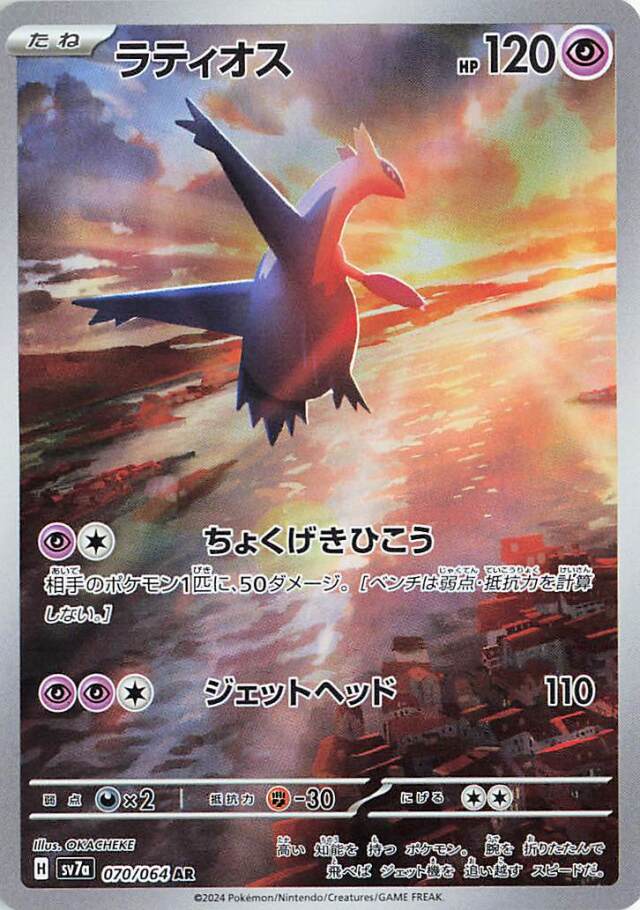 たね
ラティオス
HP 120
ちょくげきひこう
相手のポケモン1匹に、50ダメージ。[ベンチは弱点・抵抗力を計算
しない。]
ジェットヘッド 110
弱点 ×2 抵抗力 -30 にげる
Illus. OKACHEKE
高い 知能を 持つ ポケモン。 腕を 折りたたんで
飛べば ジェット機を 追い越す スピードだ。
H sv7a 070/064 AR
©2024 Pokémon/Nintendo/Creatures/GAME FREAK.